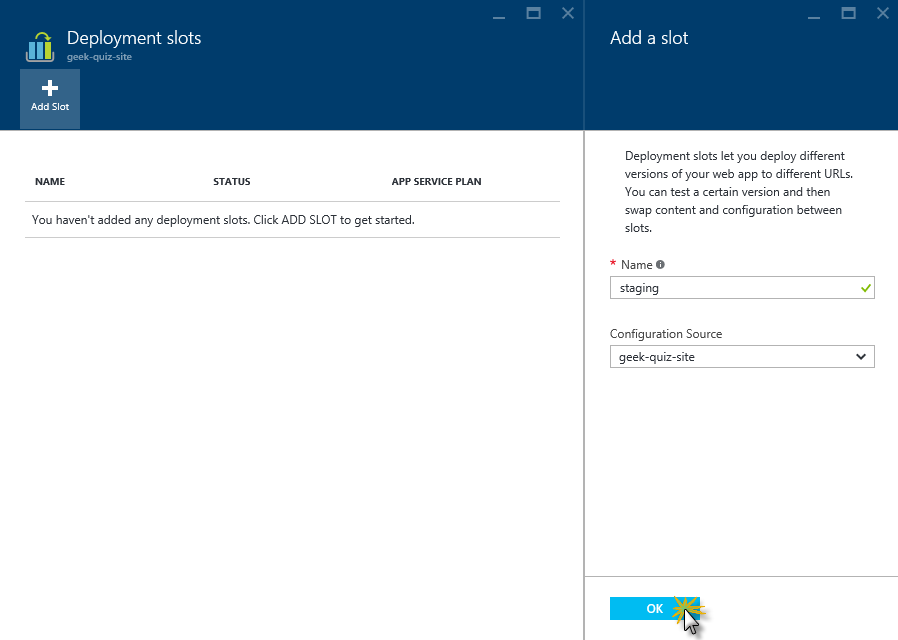 Deployment slots
geek-quiz-site
Add Slot
NAME STATUS APP SERVICE PLAN
You haven't added any deployment slots. Click ADD SLOT to get started.
Add a slot
Deployment slots let you deploy different
versions of your web app to different URLs.
You can test a certain version and then
swap content and configuration between
slots.
* Name
staging
Configuration Source
geek-quiz-site
OK